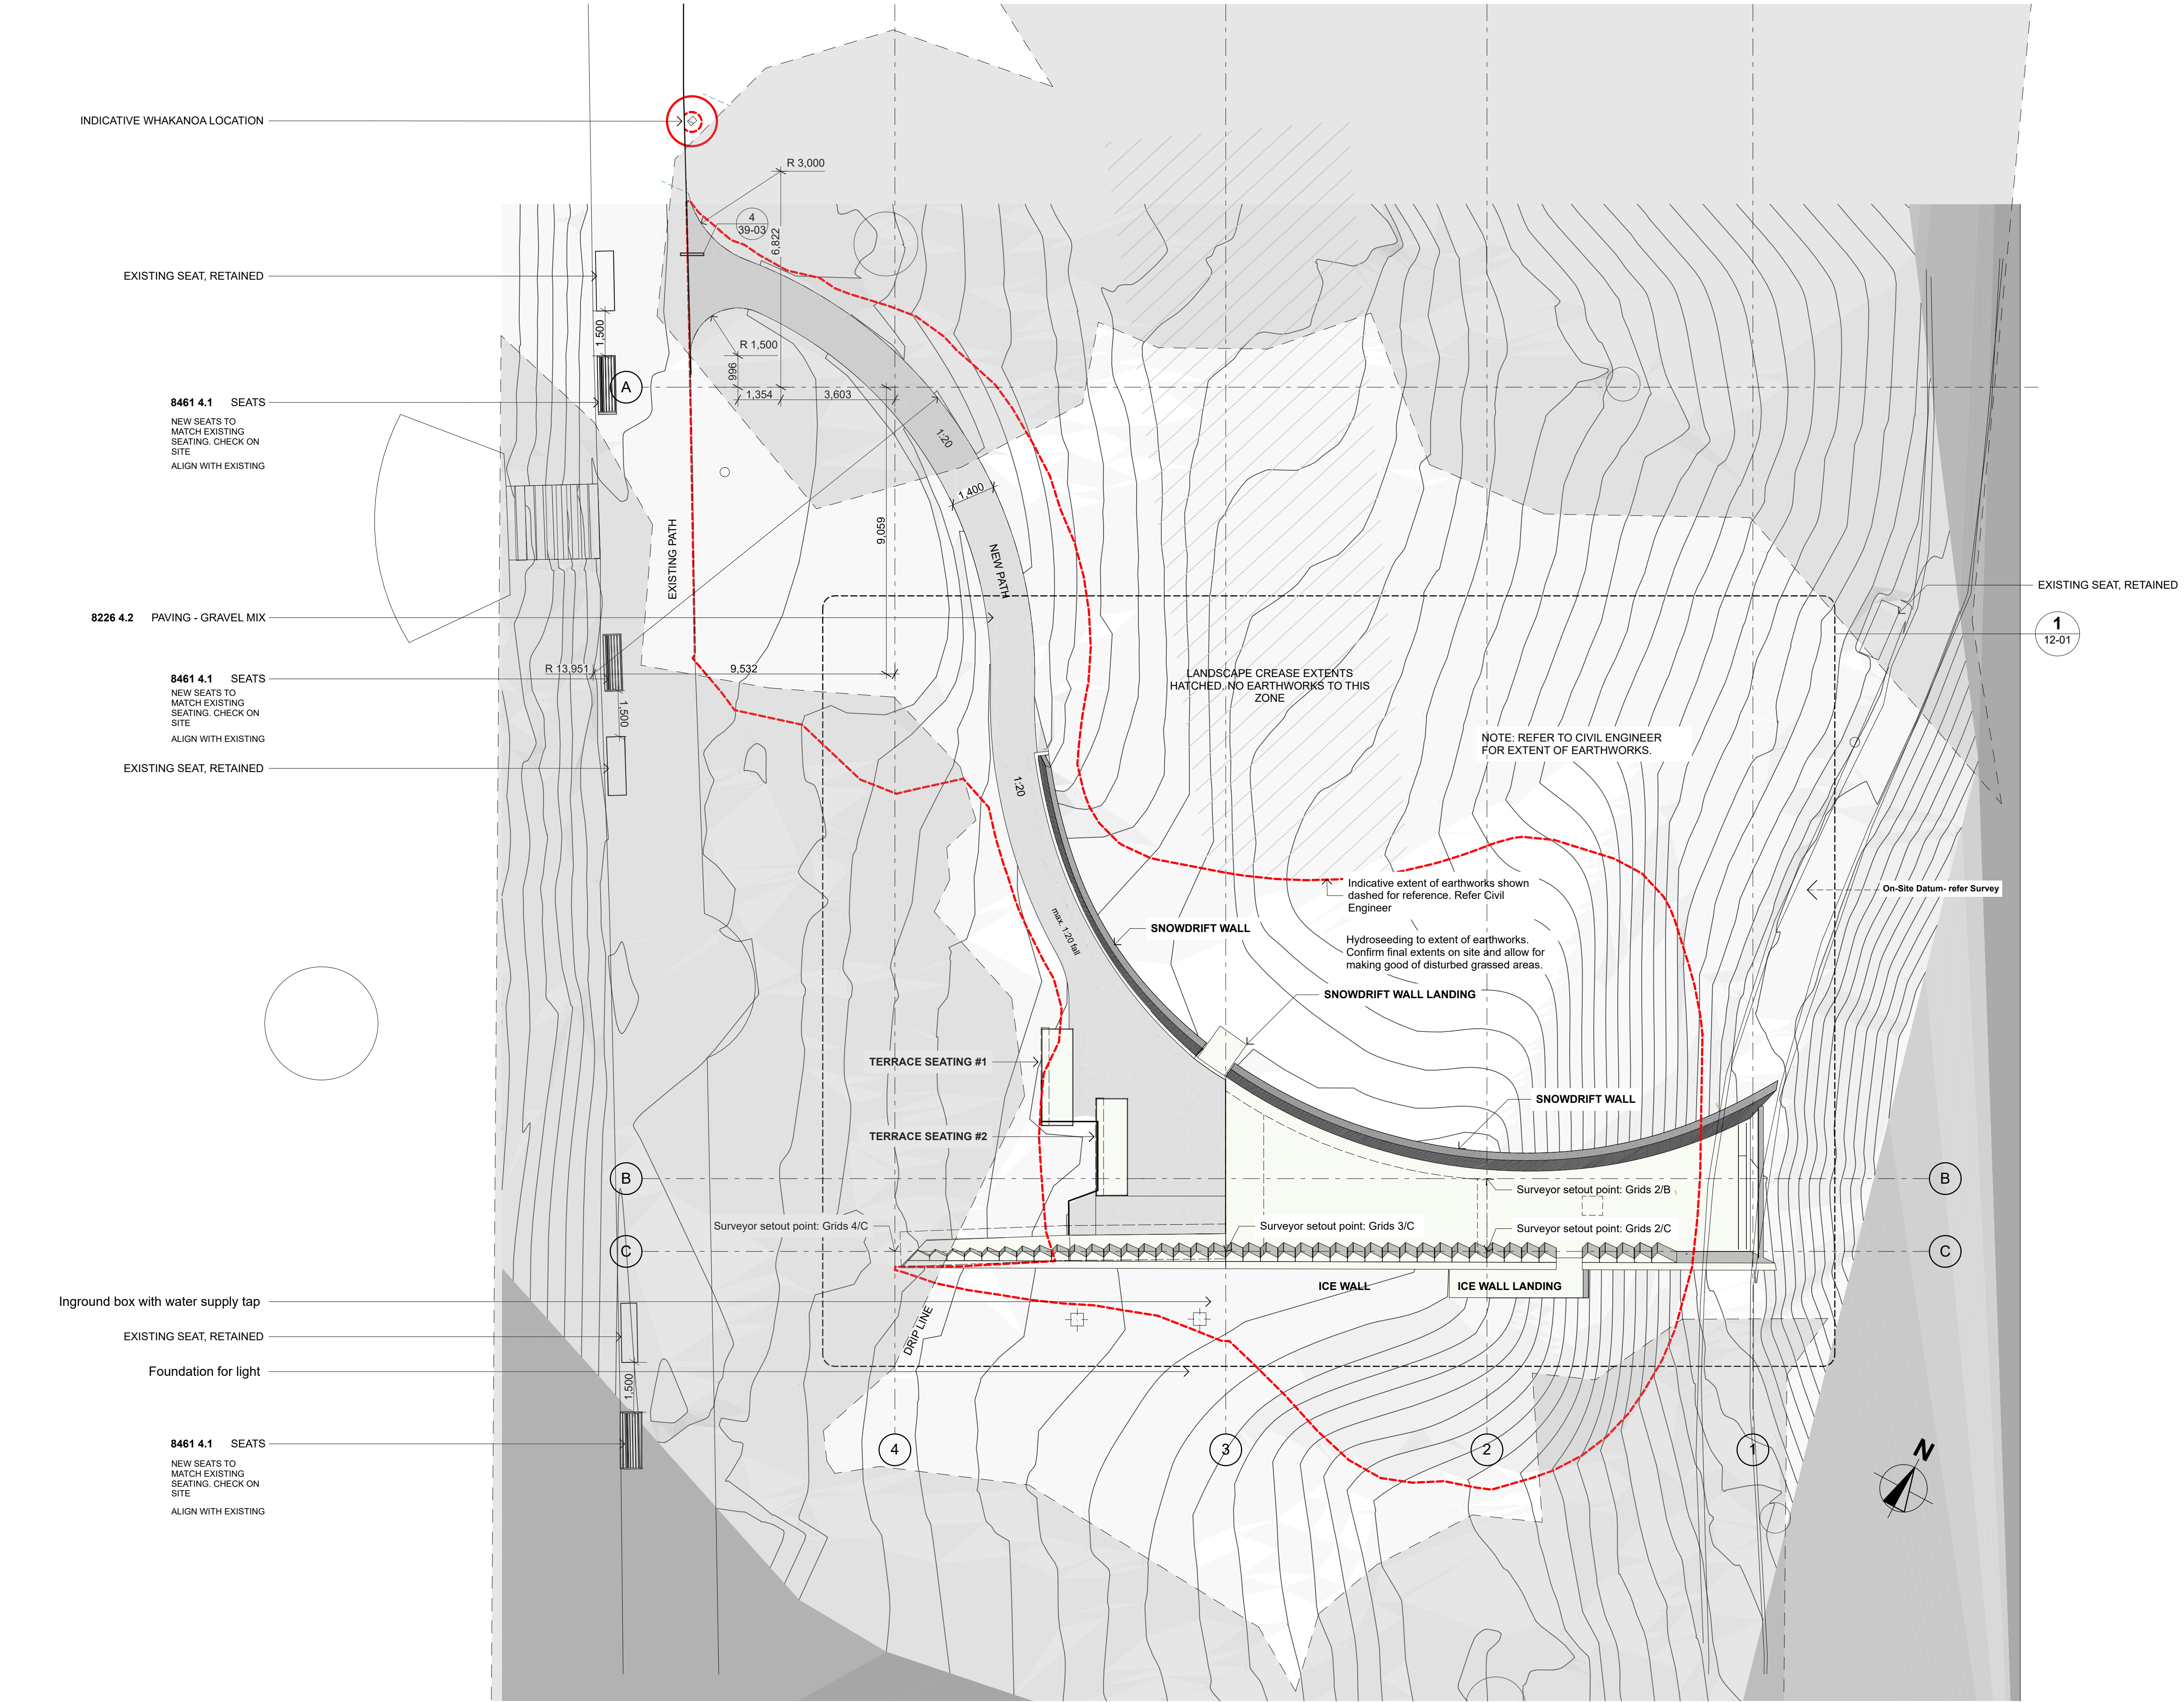 INDICATIVE WHAKANOA LOCATION
R 3,000
4
39-03
6,822
EXISTING SEAT, RETAINED
1,500
R 1,500
996
A
1,354
3,603
8461 4.1 SEATS
NEW SEATS TO
MATCH EXISTING
SEATING. CHECK ON
SITE
ALIGN WITH EXISTING
1:20
1,400
9,059
EXISTING PATH
NEW PATH
8226 4.2 PAVING - GRAVEL MIX
EXISTING SEAT, RETAINED
1
12-01
R 13,951
9,532
8461 4.1 SEATS
NEW SEATS TO
MATCH EXISTING
SEATING. CHECK ON
SITE
ALIGN WITH EXISTING
1,500
LANDSCAPE CREASE EXTENTS
HATCHED. NO EARTHWORKS TO THIS
ZONE
NOTE: REFER TO CIVIL ENGINEER
FOR EXTENT OF EARTHWORKS.
EXISTING SEAT, RETAINED
1:20
Indicative extent of earthworks shown
dashed for reference. Refer Civil
Engineer
On-Site Datum- refer Survey
max. 1:20 fall
SNOWDRIFT WALL
Hydroseeding to extent of earthworks.
Confirm final extents on site and allow for
making good of disturbed grassed areas.
SNOWDRIFT WALL LANDING
TERRACE SEATING #1
SNOWDRIFT WALL
TERRACE SEATING #2
B
B
Surveyor setout point: Grids 2/B
Surveyor setout point: Grids 4/C
Surveyor setout point: Grids 3/C
Surveyor setout point: Grids 2/C
C
C
ICE WALL
ICE WALL LANDING
Inground box with water supply tap
DRIP LINE
EXISTING SEAT, RETAINED
Foundation for light
1,500
8461 4.1 SEATS
NEW SEATS TO
MATCH EXISTING
SEATING. CHECK ON
SITE
ALIGN WITH EXISTING
4
3
2
1
N